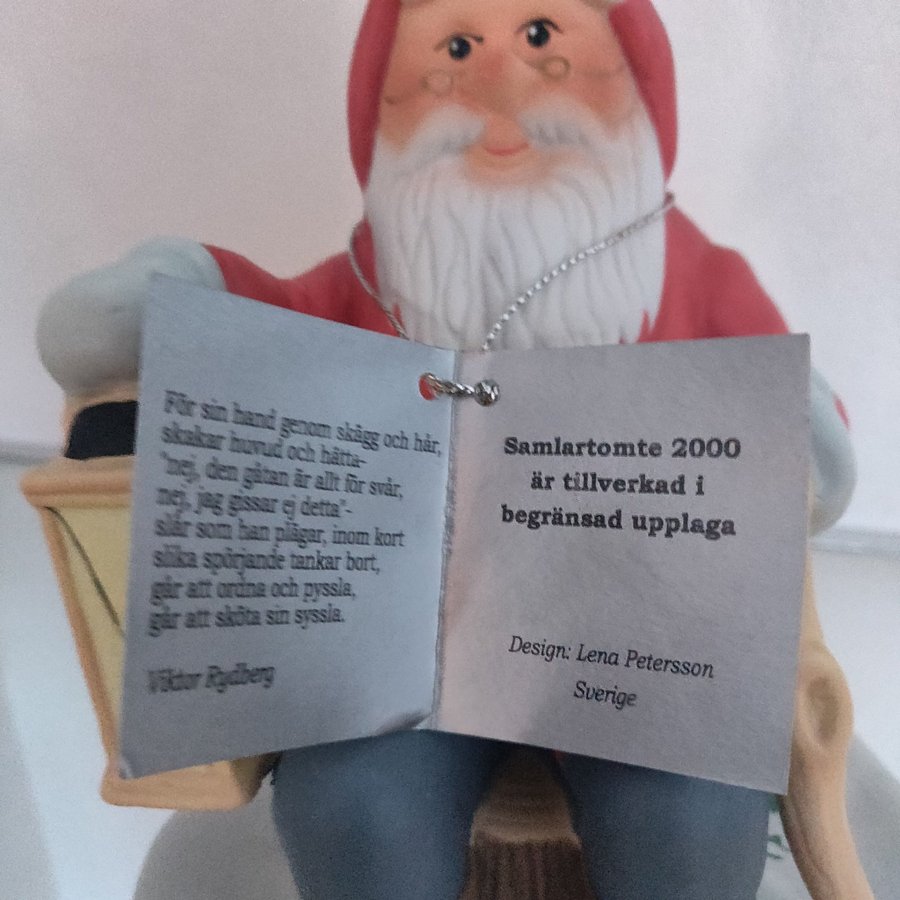 För sin hand genom skägg och hår,
skakar huvud och hätta-
"nej, den gåtan är allt för svår,
nej, jag gissar ej detta"-
slår som han plägar, inom kort
slika spörjande tankar bort,
går att ordna och pyssla,
går att sköta sin syssla.
Viktor Rydberg
Samlartomte 2000
är tillverkad i
begränsad upplaga
Design: Lena Petersson
Sverige